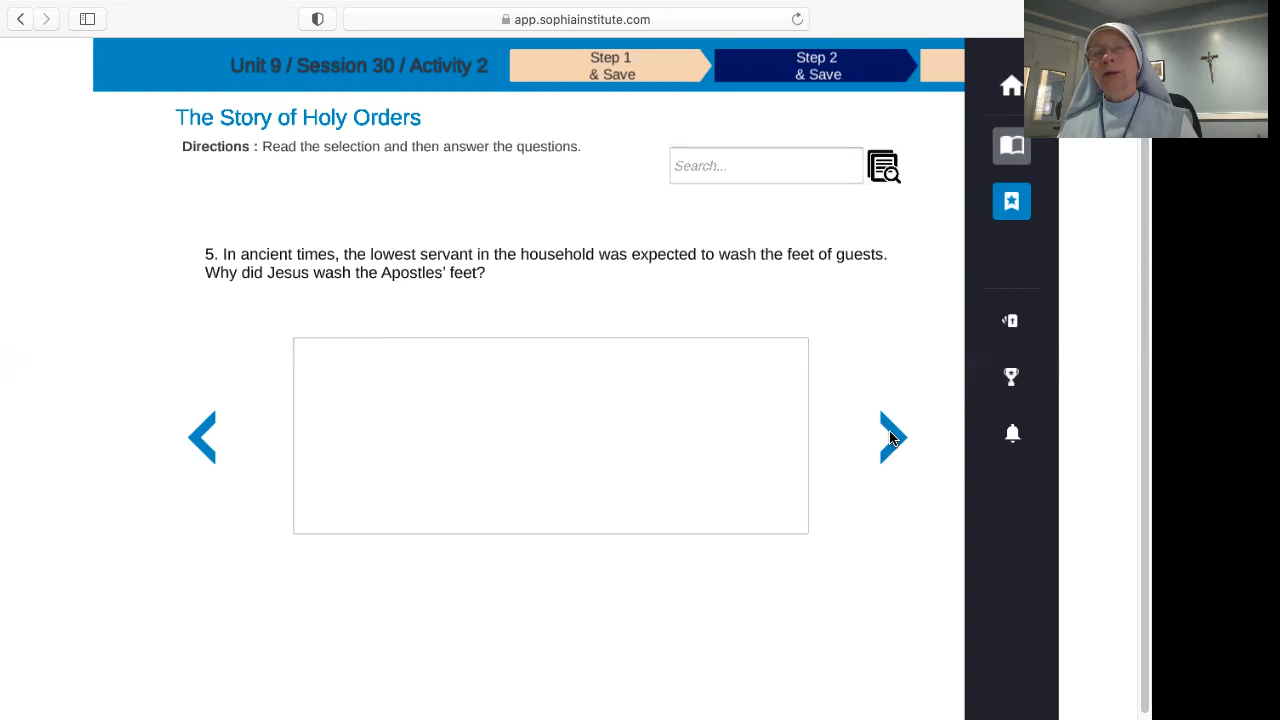 app.sophiainstitute.com
Unit 9 / Session 30 / Activity 2
Step 1
& Save
Step 2
& Save
The Story of Holy Orders
Directions : Read the selection and then answer the questions.
Search...
5. In ancient times, the lowest servant in the household was expected to wash the feet of guests.
Why did Jesus wash the Apostles’ feet?